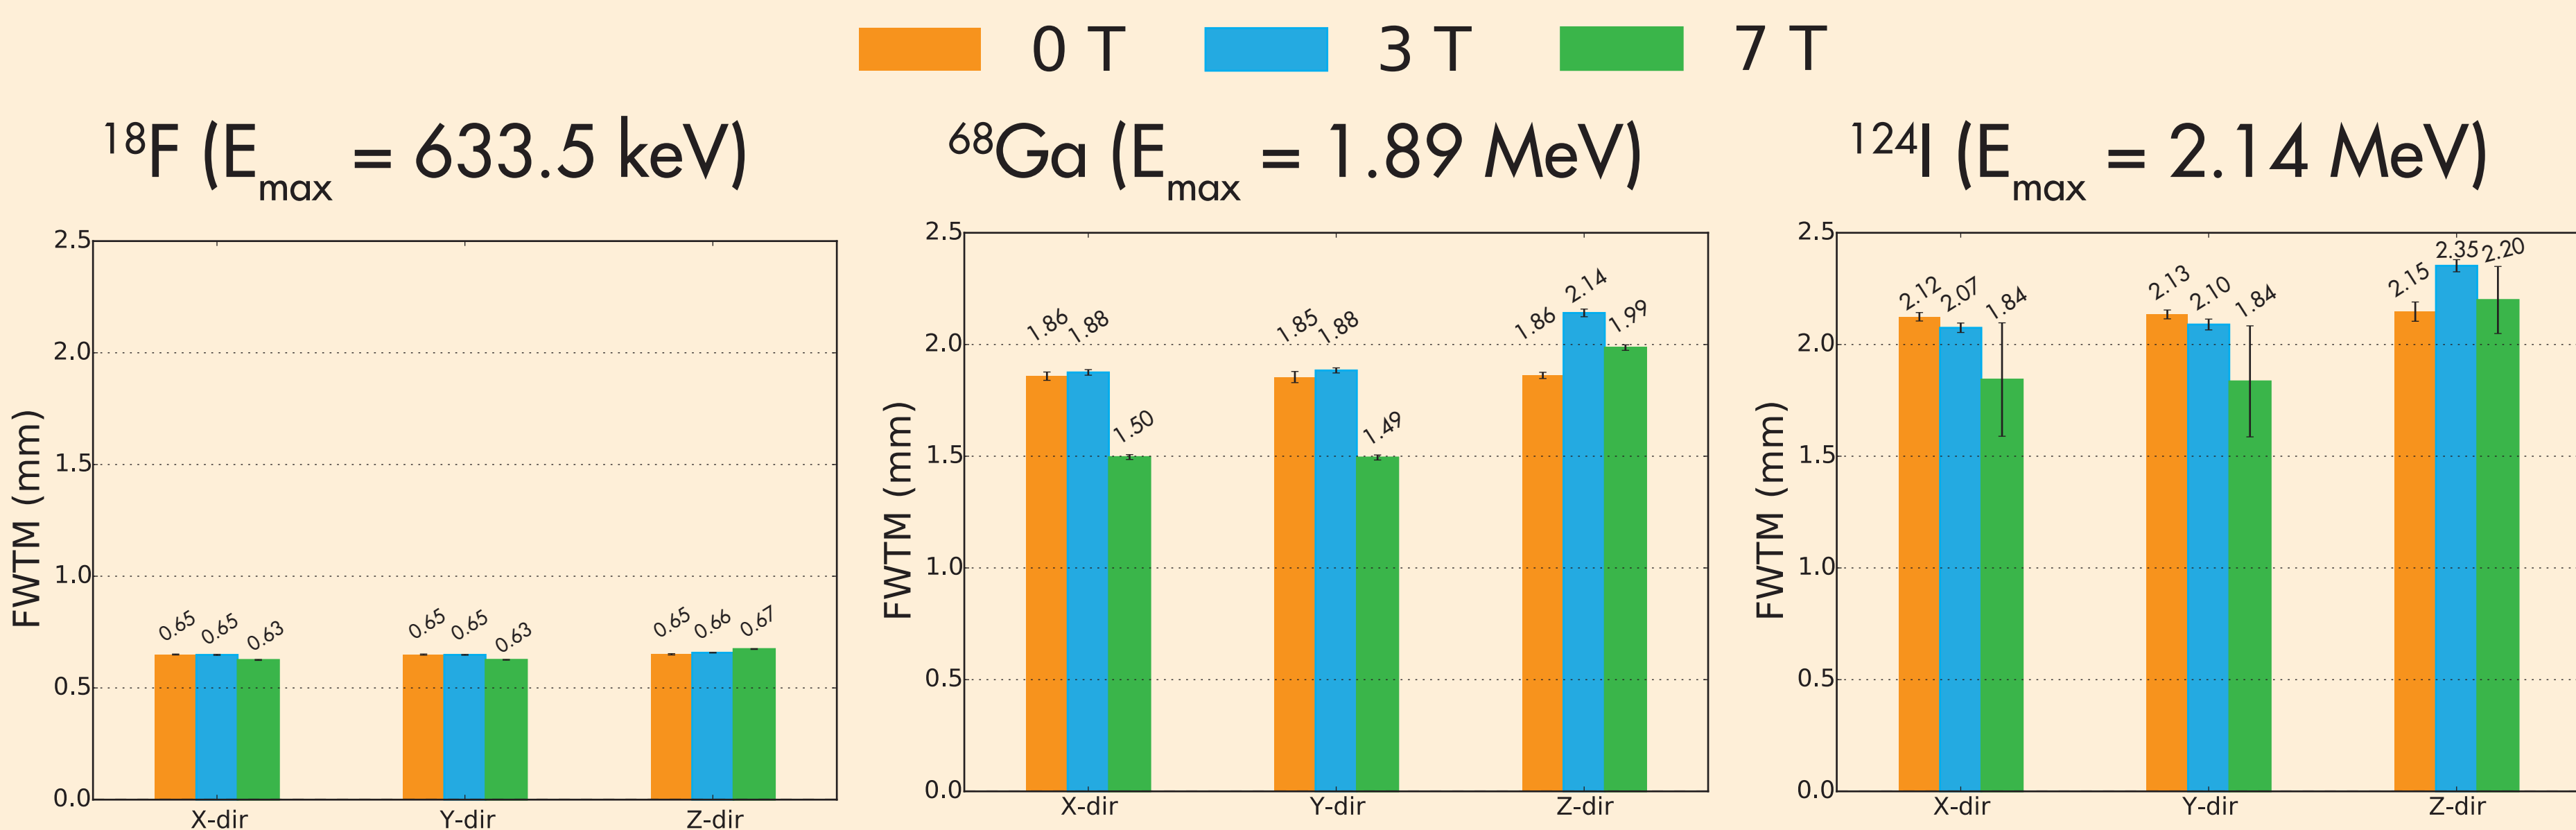 0 T 3 T 7 T
¹⁸F (Emax = 633.5 keV)
2.5
2.0
1.5
1.0
0.5
0.0
FWTM (mm)
0.65 0.65 0.63
0.65 0.65 0.63
0.65 0.66 0.67
X-dir Y-dir Z-dir
⁶⁸Ga (Emax = 1.89 MeV)
2.5
2.0
1.5
1.0
0.5
0.0
FWTM (mm)
1.86 1.88 1.50
1.85 1.88 1.49
1.86 2.14 1.99
X-dir Y-dir Z-dir
¹²⁴I (Emax = 2.14 MeV)
2.5
2.0
1.5
1.0
0.5
0.0
FWTM (mm)
2.12 2.07 1.84
2.13 2.10 1.84
2.15 2.35 2.20
X-dir Y-dir Z-dir